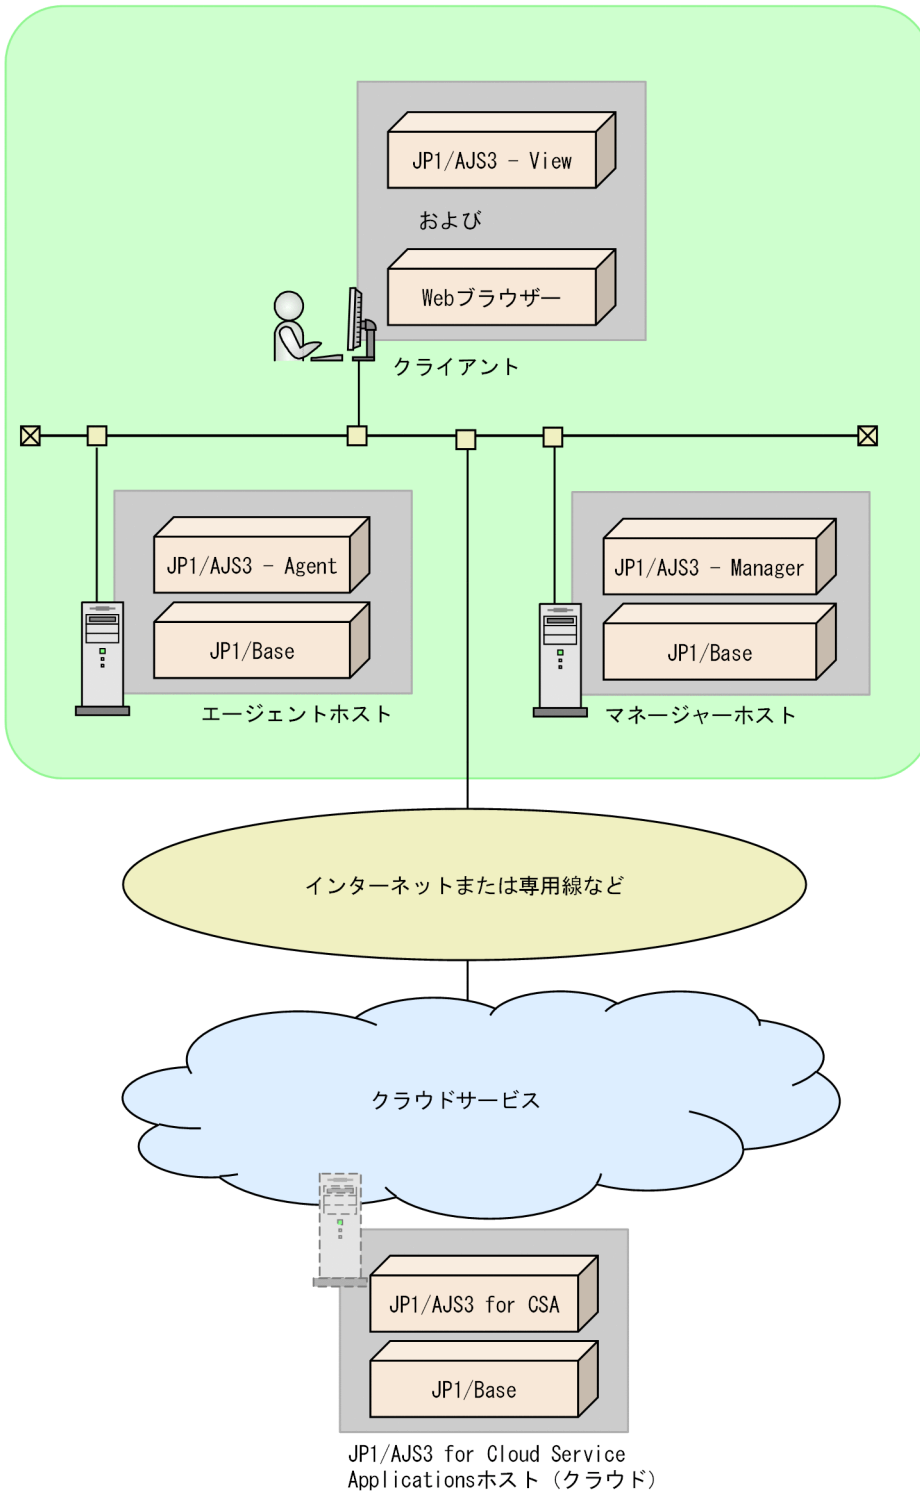 JP1/AJS3 - View
および
Webブラウザー
クライアント
JP1/AJS3 - Agent
JP1/Base
エージェントホスト
JP1/AJS3 - Manager
JP1/Base
マネージャーホスト
インターネットまたは専用線など
クラウドサービス
JP1/AJS3 for CSA
JP1/Base
JP1/AJS3 for Cloud Service
Applicationsホスト（クラウド）